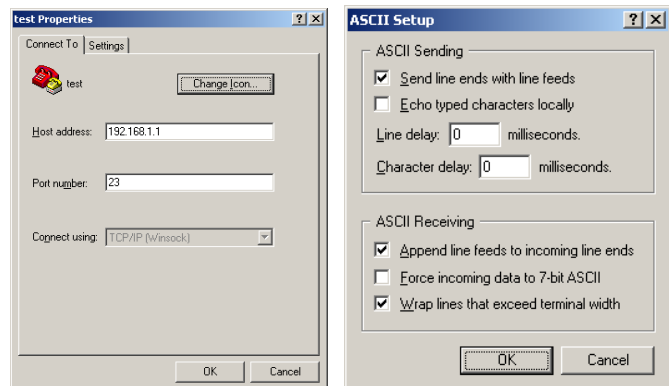 test Properties
Connect To
Settings
test
Change Icon...
Host address: 192.168.1.1
Port number: 23
Connect using: TCP/IP (Winsock)
OK Cancel
ASCII Setup
ASCII Sending
Send line ends with line feeds
Echo typed characters locally
Line delay: 0 milliseconds.
Character delay: 0 milliseconds.
ASCII Receiving
Append line feeds to incoming line ends
Force incoming data to 7-bit ASCII
Wrap lines that exceed terminal width
OK Cancel